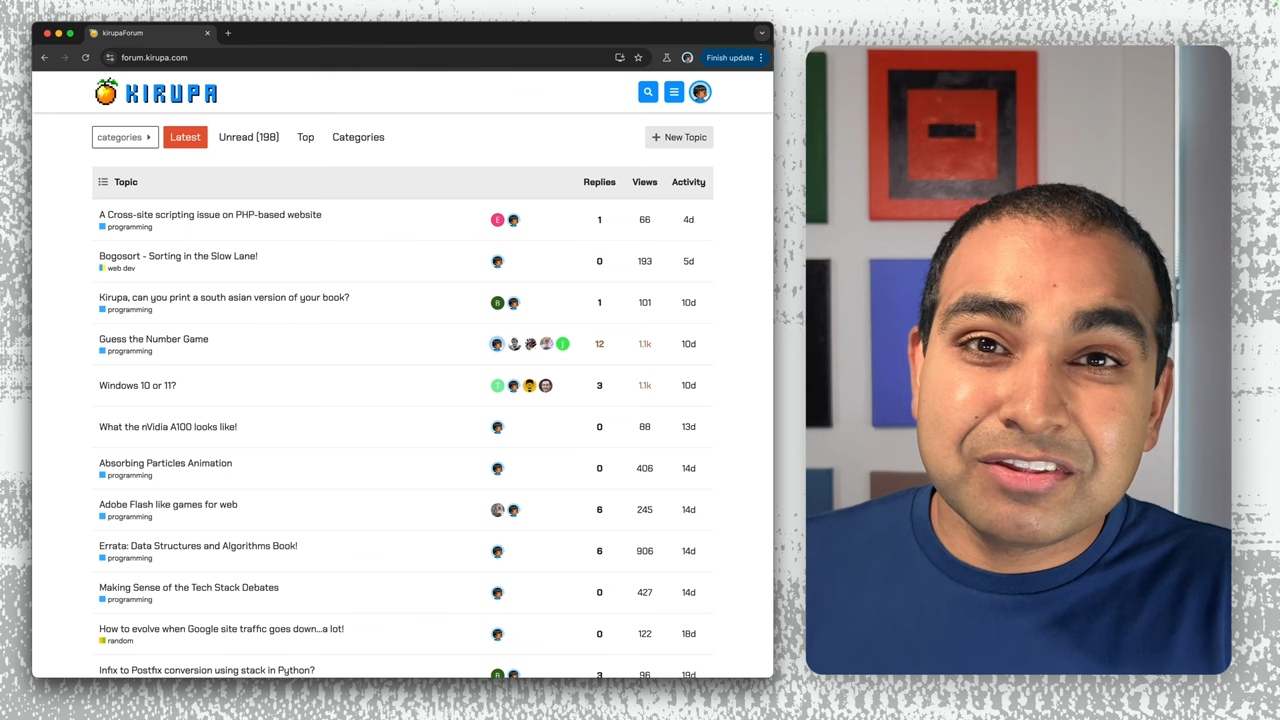 kirupaForum
forum.kirupa.com
Finish update
KIRUPA
categories
Latest
Unread (198)
Top
Categories
+ New Topic
Topic Replies Views Activity
A Cross-site scripting issue on PHP-based website
programming
E
1 66 4d
Bogosort - Sorting in the Slow Lane!
web dev
0 193 5d
Kirupa, can you print a south asian version of your book?
programming
B
1 101 10d
Guess the Number Game
programming
12 1.1k 10d
Windows 10 or 11?
T
3 1.1k 10d
What the nVidia A100 looks like!
0 88 13d
Absorbing Particles Animation
programming
0 406 14d
Adobe Flash like games for web
programming
6 245 14d
Errata: Data Structures and Algorithms Book!
programming
6 906 14d
Making Sense of the Tech Stack Debates
programming
0 427 14d
How to evolve when Google site traffic goes down...a lot!
random
0 122 18d
Infix to Postfix conversion using stack in Python?
B
3 96 19d